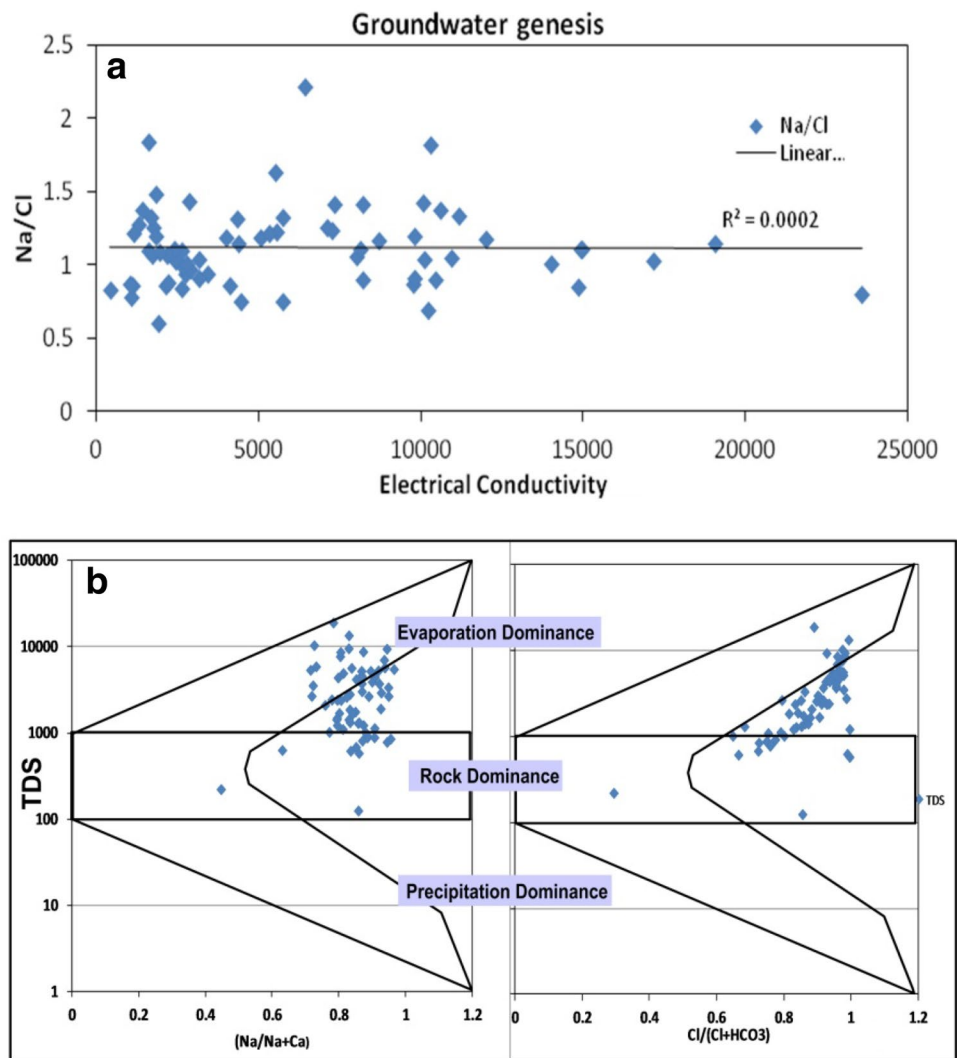 Groundwater genesis
a
2.5
2
1.5
1
0.5
0
Na/Cl
Na/Cl
Linear...
R² = 0.0002
0 5000 10000 15000 20000 25000
Electrical Conductivity
b
100000
10000
1000
100
10
1
TDS
Evaporation Dominance
Rock Dominance
Precipitation Dominance
TDS
0 0.2 0.4 0.6 0.8 1 1.2
(Na/Na+Ca)
0 0.2 0.4 0.6 0.8 1 1.2
Cl/(Cl+HCO3)